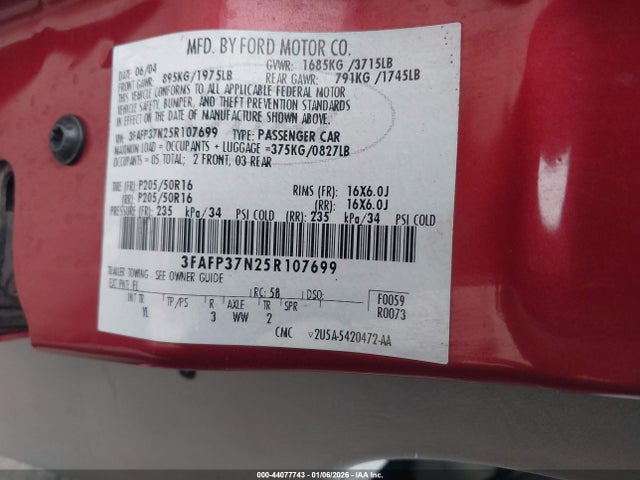 MFD. BY FORD MOTOR CO.
DATE: 06/04 GVWR: 1685KG /3715LB
FRONT GAWR: 895KG/1975LB REAR GAWR: 791KG /1745LB
THIS VEHICLE CONFORMS TO ALL APPLICABLE FEDERAL MOTOR
VEHICLE SAFETY, BUMPER, AND THEFT PREVENTION STANDARDS
IN EFFECT ON THE DATE OF MANUFACTURE SHOWN ABOVE.
VIN: 3FAFP37N25R107699 TYPE: PASSENGER CAR
MAXIMUM LOAD = OCCUPANTS + LUGGAGE =375KG/0827LB
OCCUPANTS = 05 TOTAL; 2 FRONT, 03 REAR
TIRE (FR): P205/50R16 RIMS (FR): 16X6.0J
(RR): P205/50R16 (RR): 16X6.0J
PRESSURE (FR): 235 kPa/34 PSI COLD (RR): 235 kPa/34 PSI COLD
3FAFP37N25R107699
TRAILER TOWING: SEE OWNER GUIDE
EXT PNT: FL RC: 58 DSO: F0059
INT TR TP/PS R AXLE TR SPR R0073
YL 3 WW 2
CMC 2U5A-5420472-AA
000-44077743 - 01/06/2026 - IAAI.COM